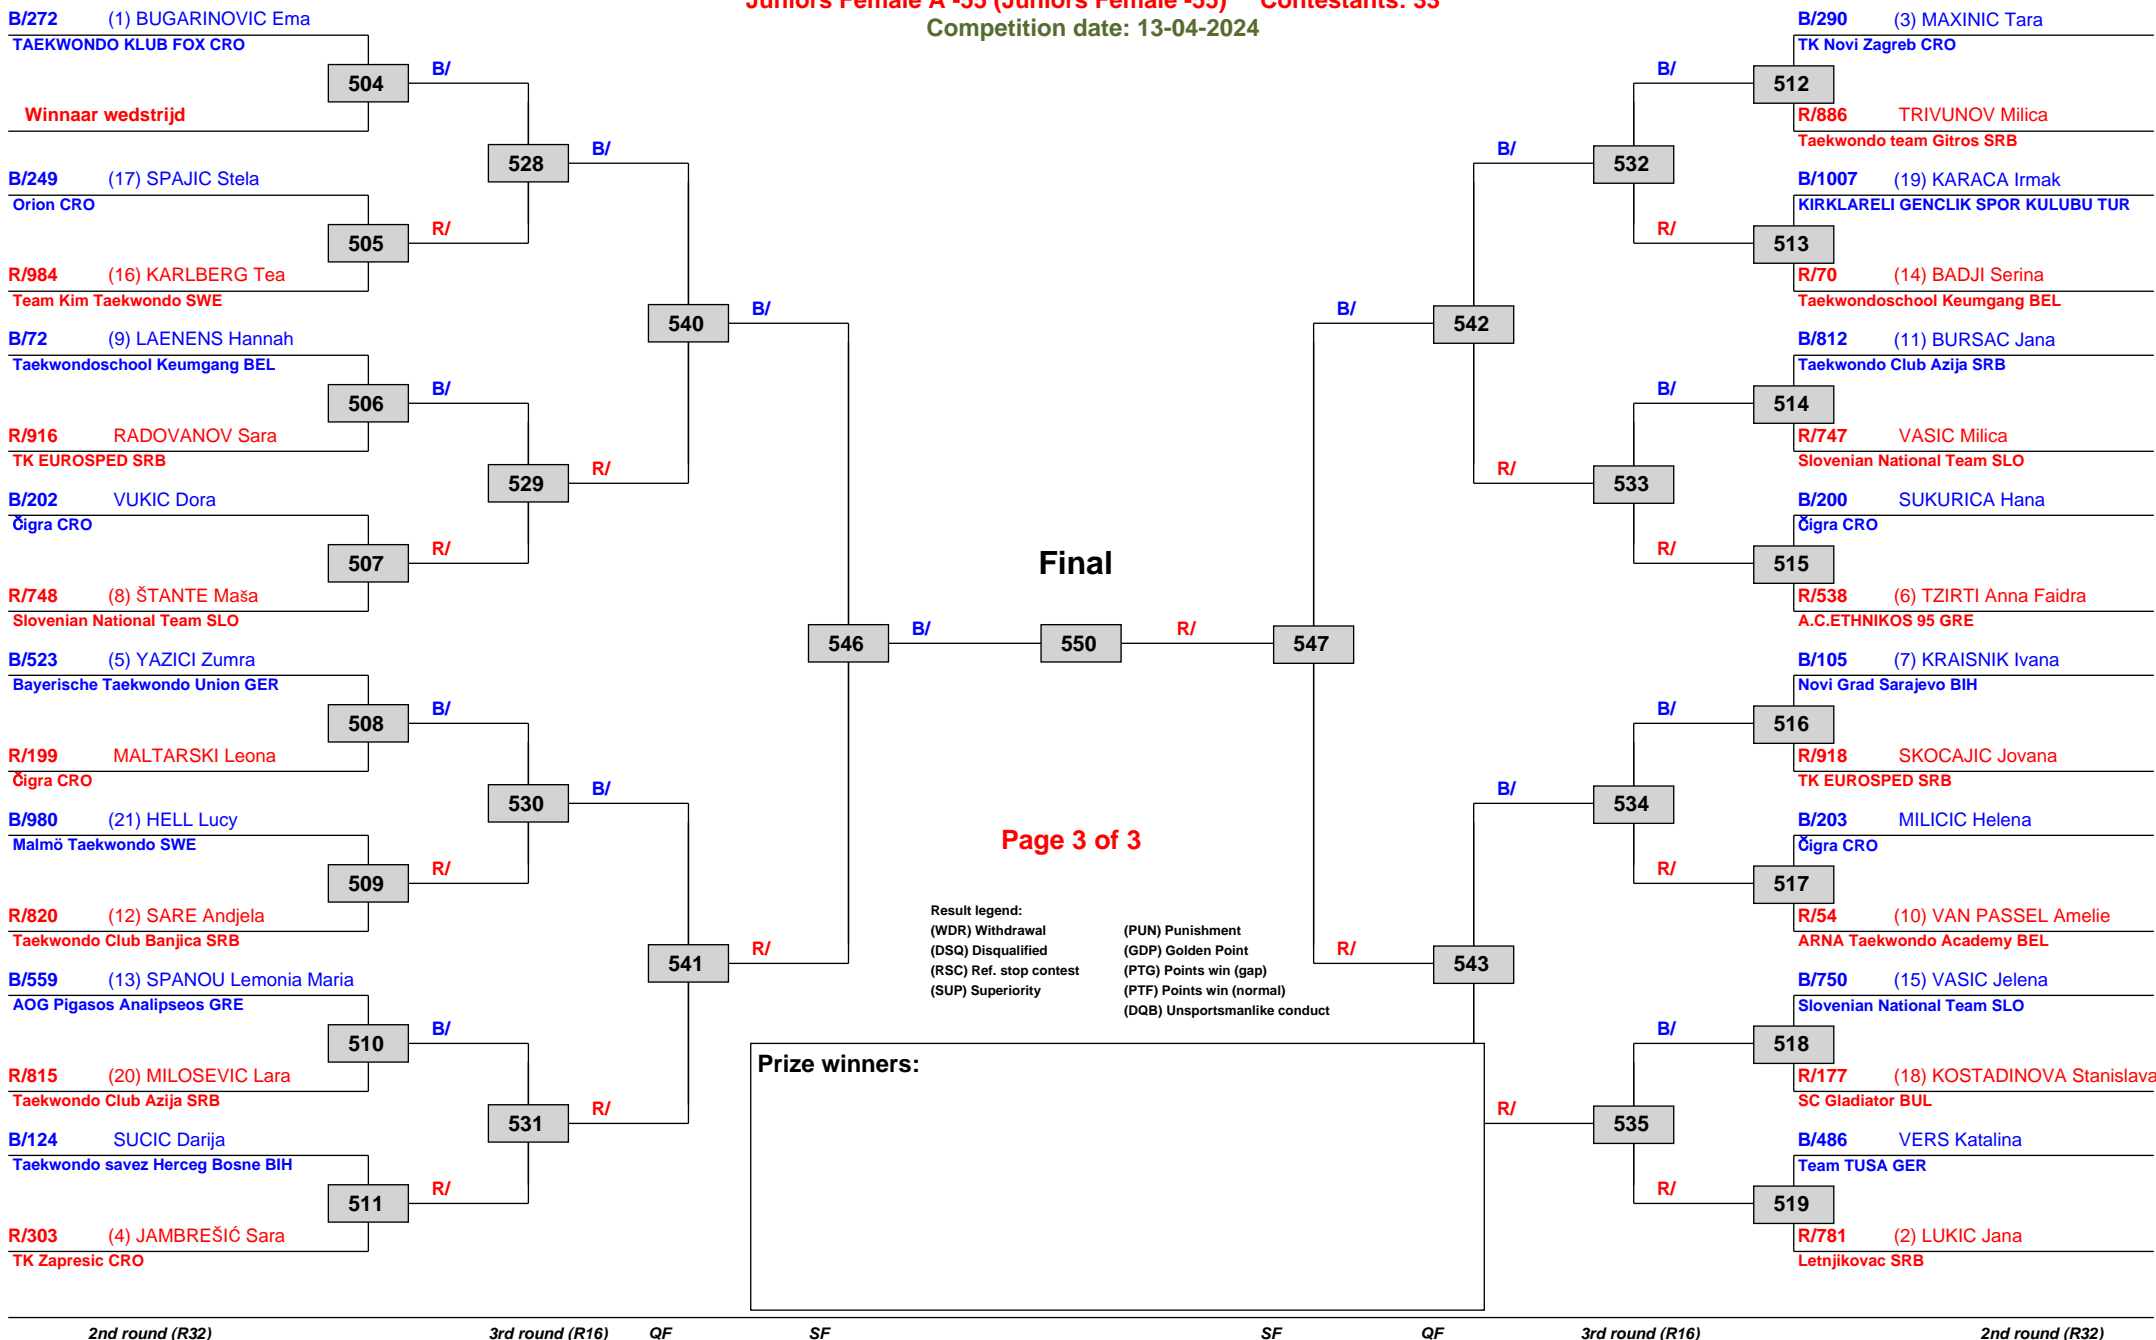 Juniors Female A -55 (Juniors Female -55) Contestants: 33
Competition date: 13-04-2024
B/272 (1) BUGARINOVIC Ema
TAEKWONDO KLUB FOX CRO
504
B/
Winnaar wedstrijd
528
B/
B/249 (17) SPAJIC Stela
Orion CRO
505
R/
R/984 (16) KARLBERG Tea
Team Kim Taekwondo SWE
540
B/
B/72 (9) LAENENS Hannah
Taekwondoschool Keumgang BEL
506
B/
R/916 RADOVANOV Sara
TK EUROSPED SRB
529
R/
B/202 VUKIC Dora
Čigra CRO
507
R/
R/748 (8) ŠTANTE Maša
Slovenian National Team SLO
546
B/
B/523 (5) YAZICI Zumra
Bayerische Taekwondo Union GER
508
B/
R/199 MALTARSKI Leona
Čigra CRO
530
B/
B/980 (21) HELL Lucy
Malmö Taekwondo SWE
509
R/
R/820 (12) SARE Andjela
Taekwondo Club Banjica SRB
541
R/
B/559 (13) SPANOU Lemonia Maria
AOG Pigasos Analipseos GRE
510
B/
R/815 (20) MILOSEVIC Lara
Taekwondo Club Azija SRB
531
R/
B/124 SUCIC Darija
Taekwondo savez Herceg Bosne BIH
511
R/
R/303 (4) JAMBREŠIĆ Sara
TK Zapresic CRO
Final
550
R/
547
Page 3 of 3
Result legend:
(WDR) Withdrawal (PUN) Punishment
(DSQ) Disqualified (GDP) Golden Point
(RSC) Ref. stop contest (PTG) Points win (gap)
(SUP) Superiority (PTF) Points win (normal)
(DQB) Unsportsmanlike conduct
Prize winners:
B/290 (3) MAXINIC Tara
TK Novi Zagreb CRO
B/
512
R/886 TRIVUNOV Milica
Taekwondo team Gitros SRB
B/
532
B/1007 (19) KARACA Irmak
KIRKLARELI GENCLIK SPOR KULUBU TUR
R/
513
R/70 (14) BADJI Serina
Taekwondoschool Keumgang BEL
B/
542
B/812 (11) BURSAC Jana
Taekwondo Club Azija SRB
B/
514
R/747 VASIC Milica
Slovenian National Team SLO
R/
533
B/200 SUKURICA Hana
Čigra CRO
R/
515
R/538 (6) TZIRTI Anna Faidra
A.C.ETHNIKOS 95 GRE
B/105 (7) KRAISNIK Ivana
Novi Grad Sarajevo BIH
B/
516
R/918 SKOCAJIC Jovana
TK EUROSPED SRB
B/
534
B/203 MILICIC Helena
Čigra CRO
R/
517
R/54 (10) VAN PASSEL Amelie
ARNA Taekwondo Academy BEL
R/
543
B/750 (15) VASIC Jelena
Slovenian National Team SLO
B/
518
R/177 (18) KOSTADINOVA Stanislava
SC Gladiator BUL
R/
535
B/486 VERS Katalina
Team TUSA GER
R/
519
R/781 (2) LUKIC Jana
Letnjikovac SRB
2nd round (R32) 3rd round (R16) QF SF SF QF 3rd round (R16) 2nd round (R32)